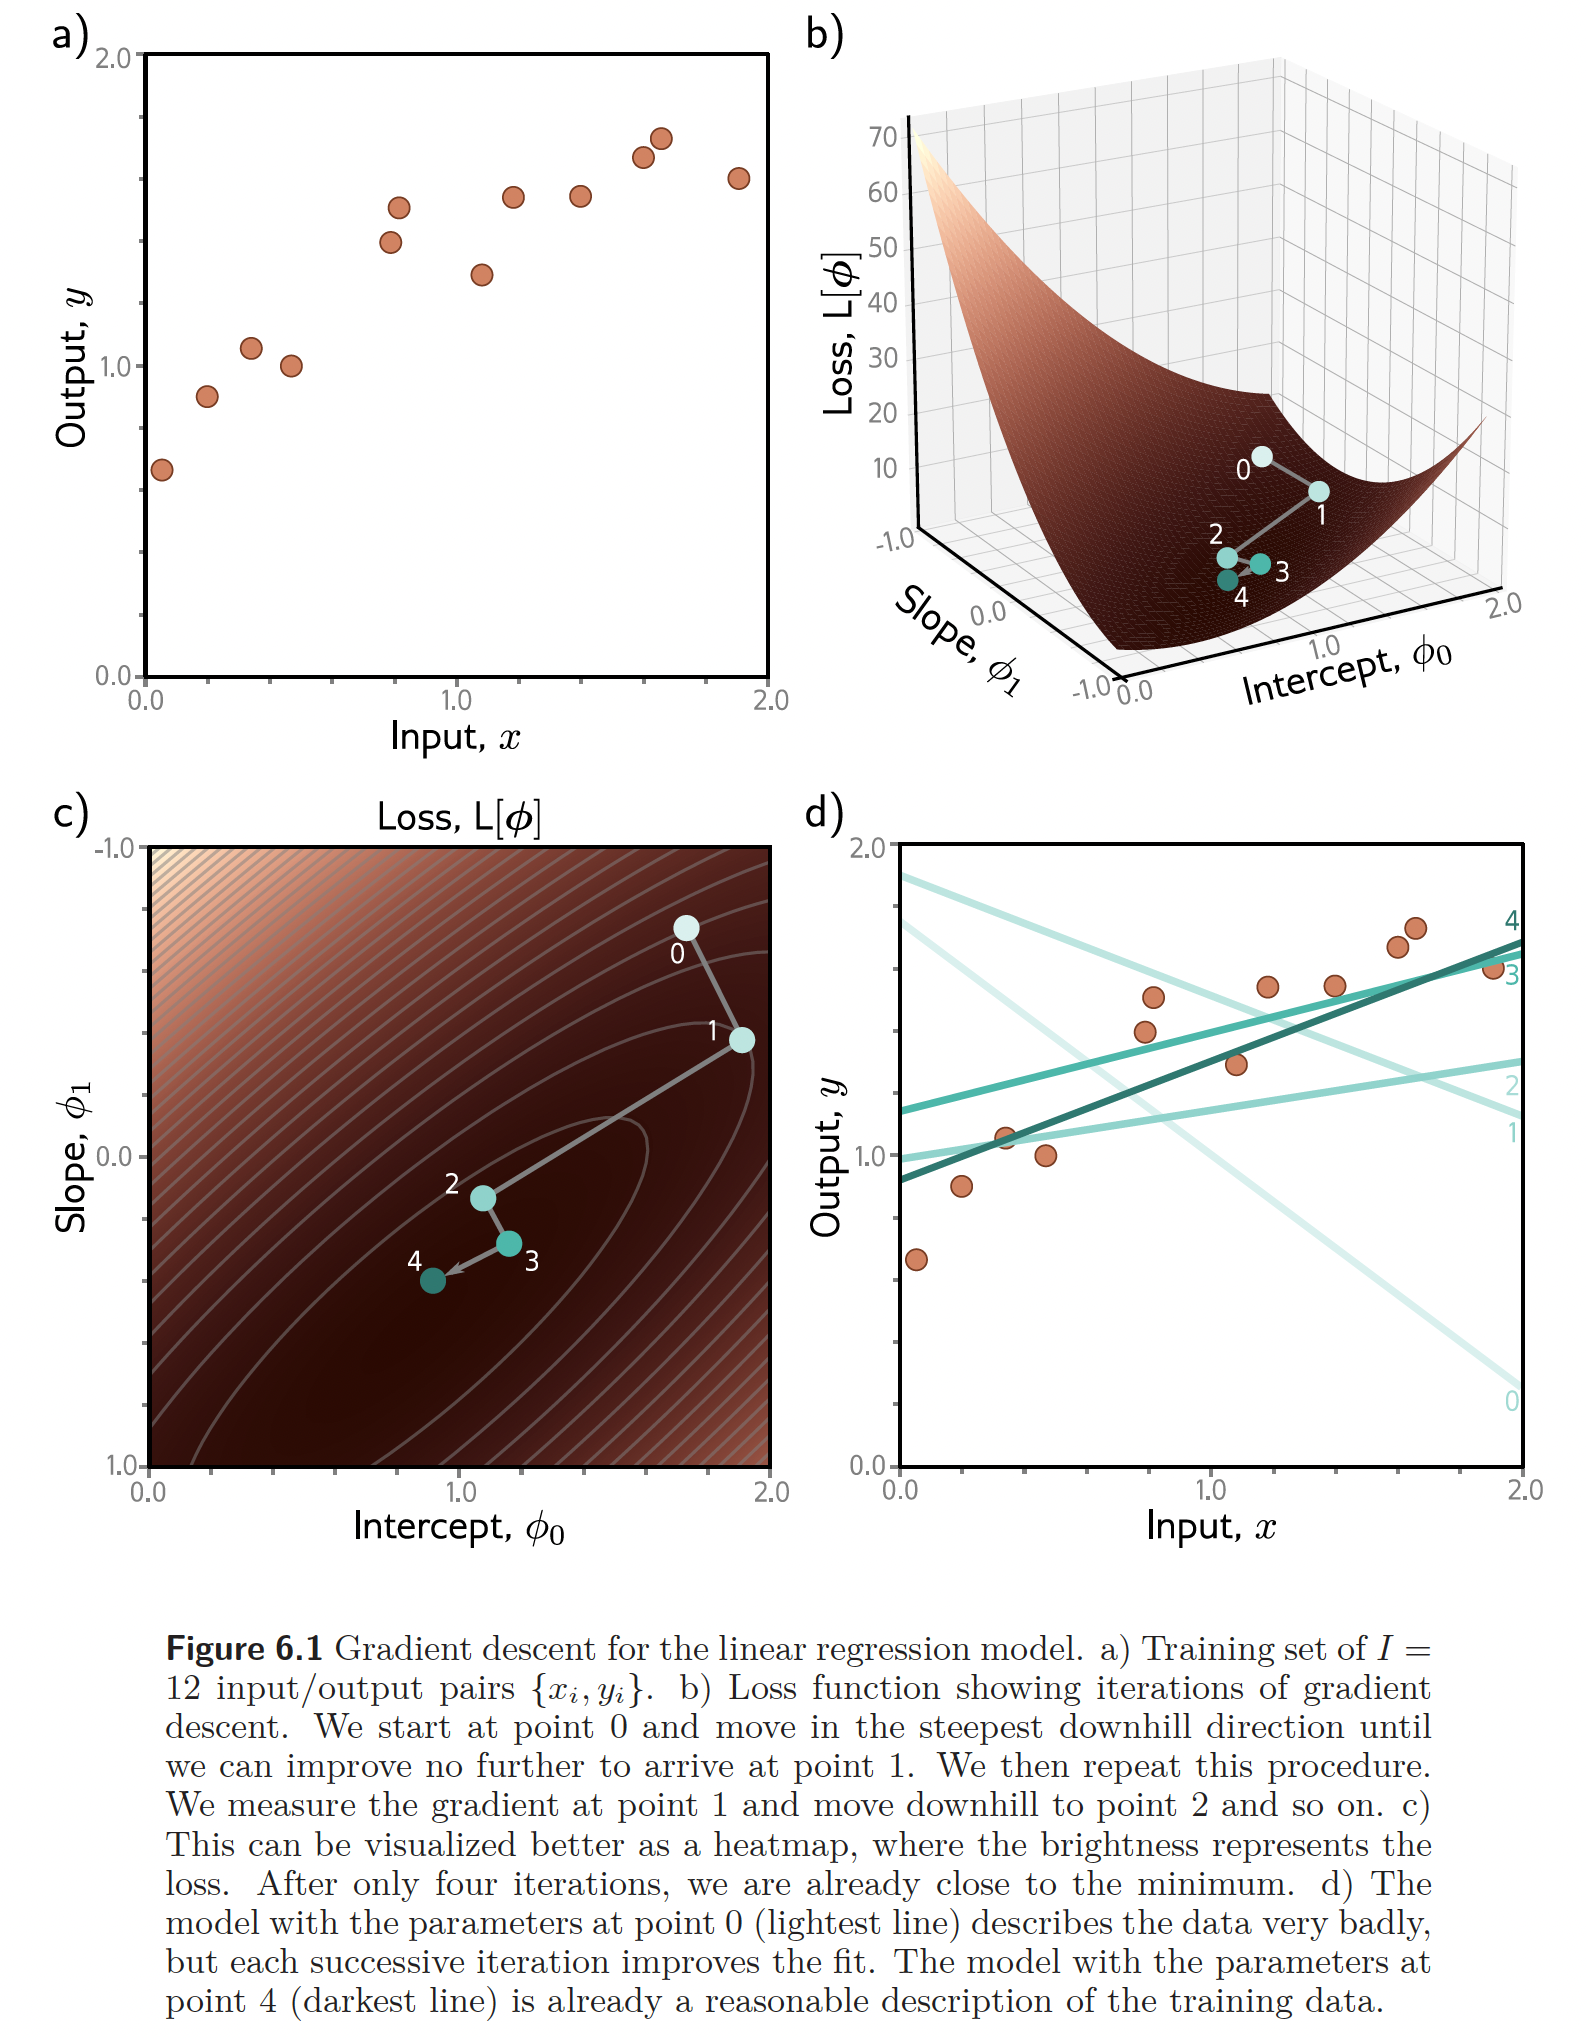 a)
2.0
1.0
0.0
Output, y
0.0 1.0 2.0
Input, x
b)
70
60
50
40
30
20
10
Loss, L[ϕ]
-1.0
0.0
-1.0
Slope, ϕ1
0.0
1.0
2.0
Intercept, ϕ0
0
1
2
3
4
c)
Loss, L[ϕ]
-1.0
0.0
1.0
Slope, ϕ1
0
1
2
3
4
0.0 1.0 2.0
Intercept, ϕ0
d)
2.0
1.0
0.0
Output, y
4
3
2
1
0
0.0 1.0 2.0
Input, x
Figure 6.1 Gradient descent for the linear regression model. a) Training set of I =
12 input/output pairs {xi, yi}. b) Loss function showing iterations of gradient
descent. We start at point 0 and move in the steepest downhill direction until
we can improve no further to arrive at point 1. We then repeat this procedure.
We measure the gradient at point 1 and move downhill to point 2 and so on. c)
This can be visualized better as a heatmap, where the brightness represents the
loss. After only four iterations, we are already close to the minimum. d) The
model with the parameters at point 0 (lightest line) describes the data very badly,
but each successive iteration improves the fit. The model with the parameters at
point 4 (darkest line) is already a reasonable description of the training data.